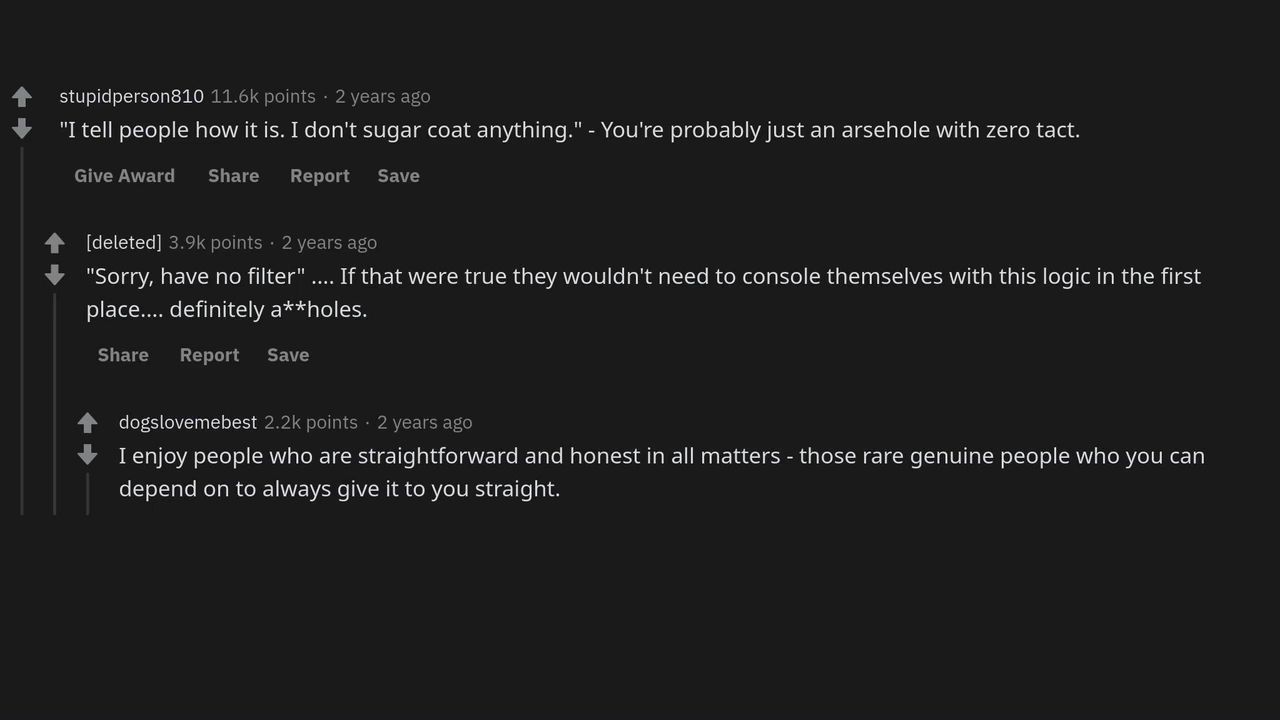 stupidperson810 11.6k points · 2 years ago
"I tell people how it is. I don't sugar coat anything." - You're probably just an arsehole with zero tact.
Give Award Share Report Save
[deleted] 3.9k points · 2 years ago
"Sorry, have no filter" .... If that were true they wouldn't need to console themselves with this logic in the first
place.... definitely a**holes.
Share Report Save
dogslovemebest 2.2k points · 2 years ago
I enjoy people who are straightforward and honest in all matters - those rare genuine people who you can
depend on to always give it to you straight.